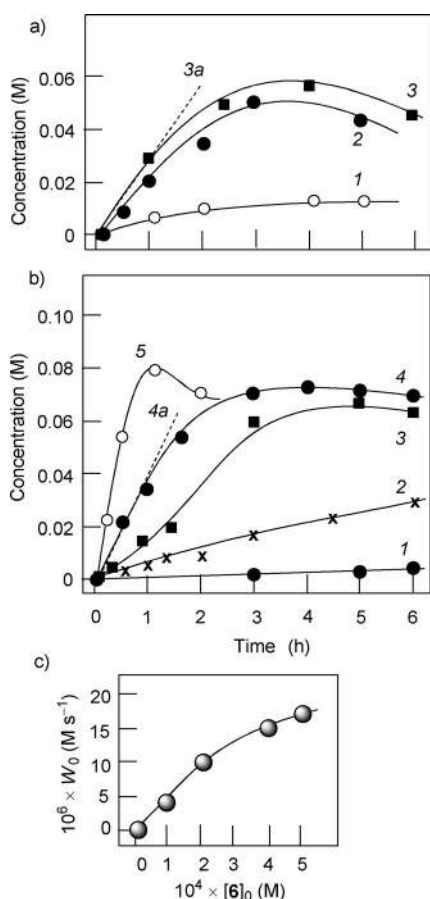 a)
0.06
0.04
0.02
0
Concentration (M)
3a
3
2
1
b)
0.10
0.08
0.06
0.04
0.02
0
Concentration (M)
5
4
4a
3
2
1
0 1 2 3 4 5 6
Time (h)
c)
20
15
10
5
0
10⁶ × W₀ (M s⁻¹)
0 1 2 3 4 5
10⁴ × [6]₀ (M)